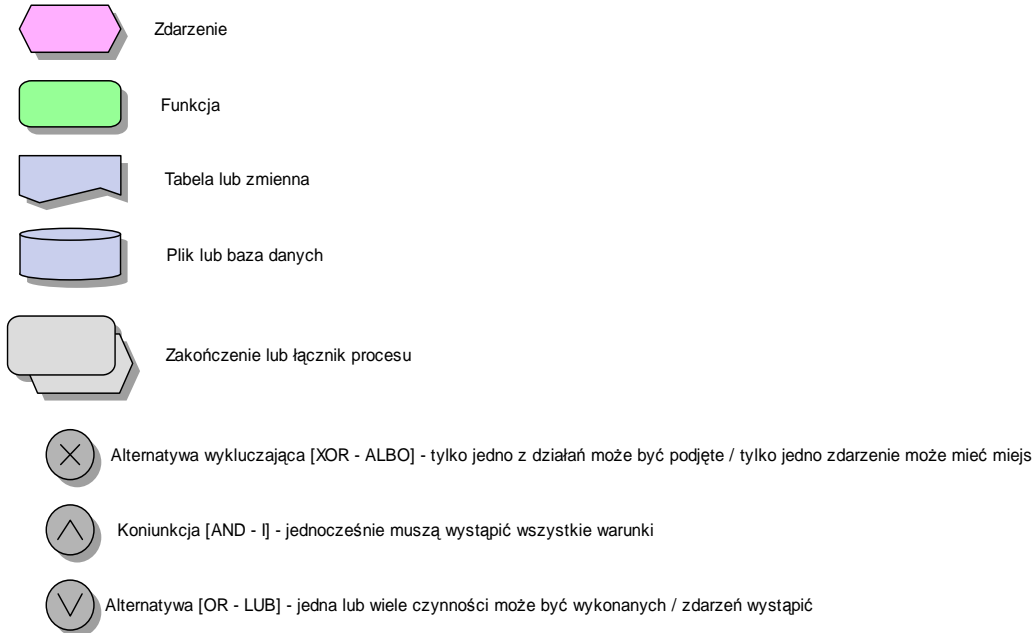 Zdarzenie
Funkcja
Tabela lub zmienna
Plik lub baza danych
Zakończenie lub łącznik procesu
Alternatywa wykluczająca [XOR - ALBO] - tylko jedno z działań może być podjęte / tylko jedno zdarzenie może mieć miejs
Koniunkcja [AND - I] - jednocześnie muszą wystąpić wszystkie warunki
Alternatywa [OR - LUB] - jedna lub wiele czynności może być wykonanych / zdarzeń wystąpić